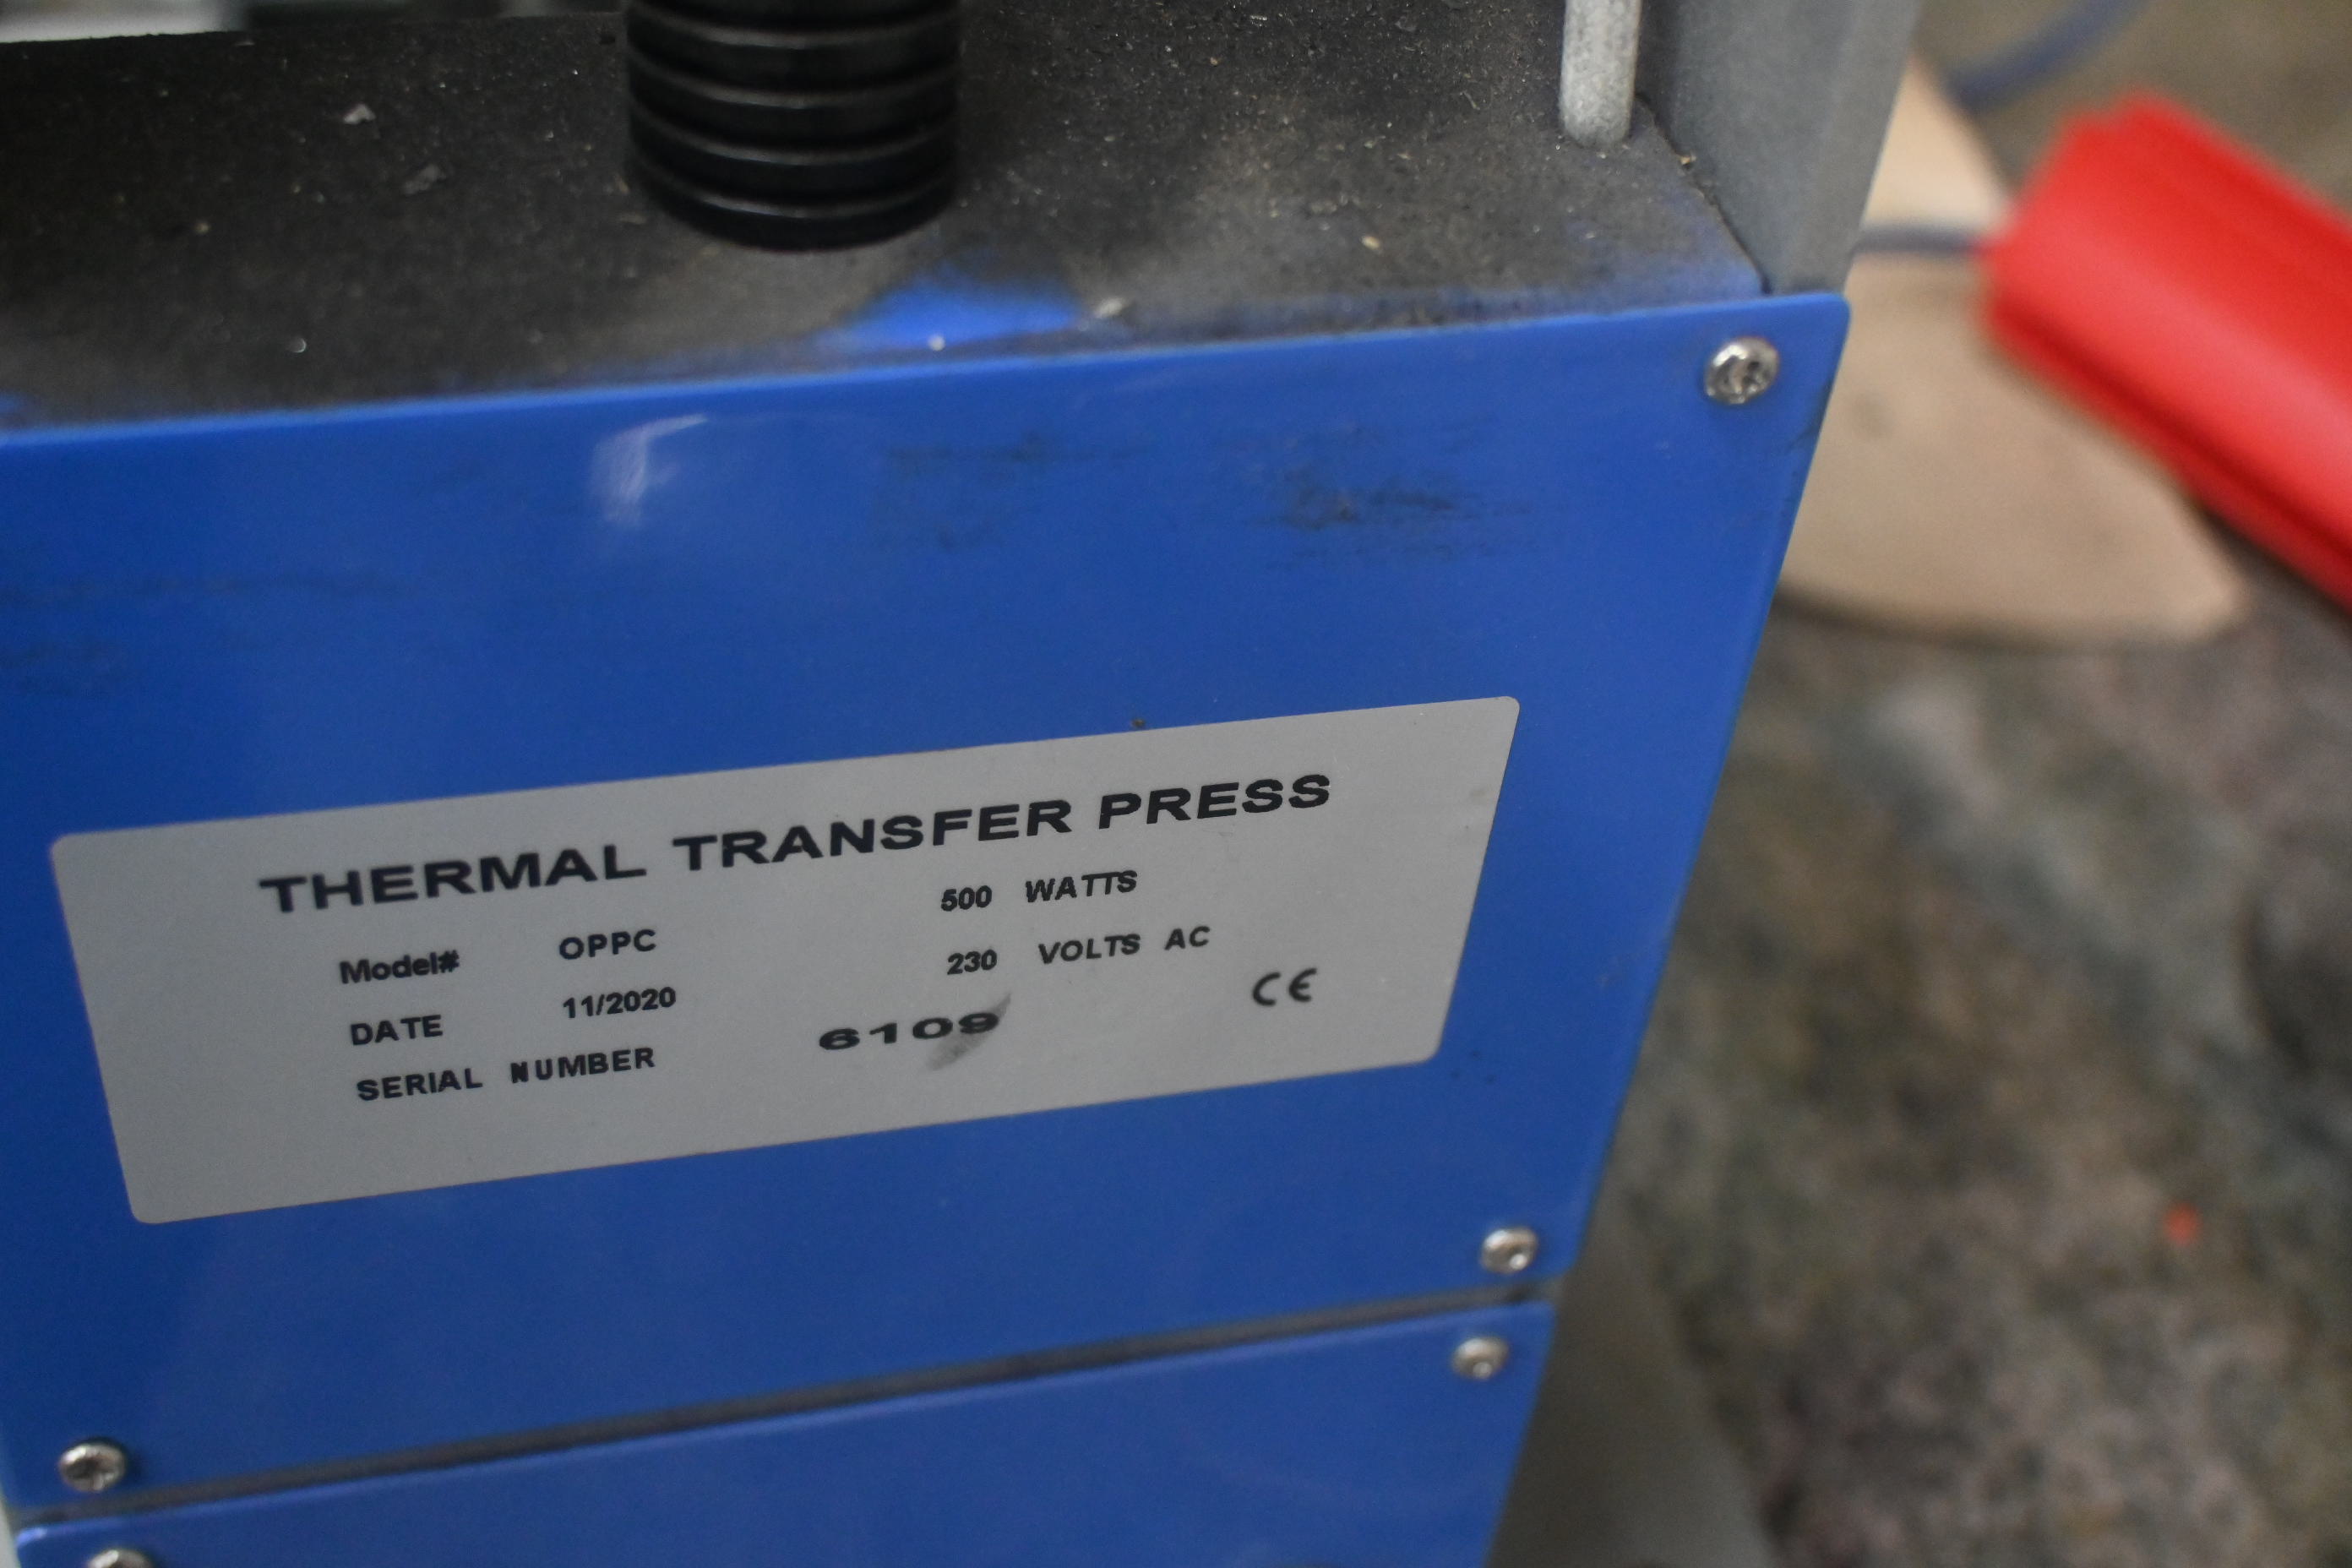 THERMAL TRANSFER PRESS
Model# OPPC 500 WATTS
DATE 11/2020 230 VOLTS AC
SERIAL NUMBER 6109 CE